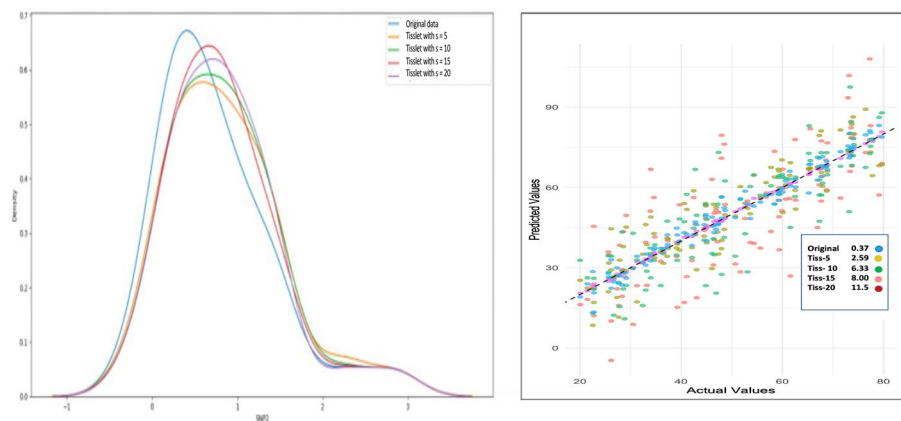 0.7
0.6
0.5
0.4
0.3
0.2
0.1
0.0
Density
Original data
Tisslet with s = 5
Tisslet with s = 10
Tisslet with s = 15
Tisslet with s = 20
-1
0
1
2
3
SNP2
Predicted Values
90
60
30
0
Original 0.37
Tiss-5 2.59
Tiss- 10 6.33
Tiss-15 8.00
Tiss-20 11.5
20
40
60
80
Actual Values